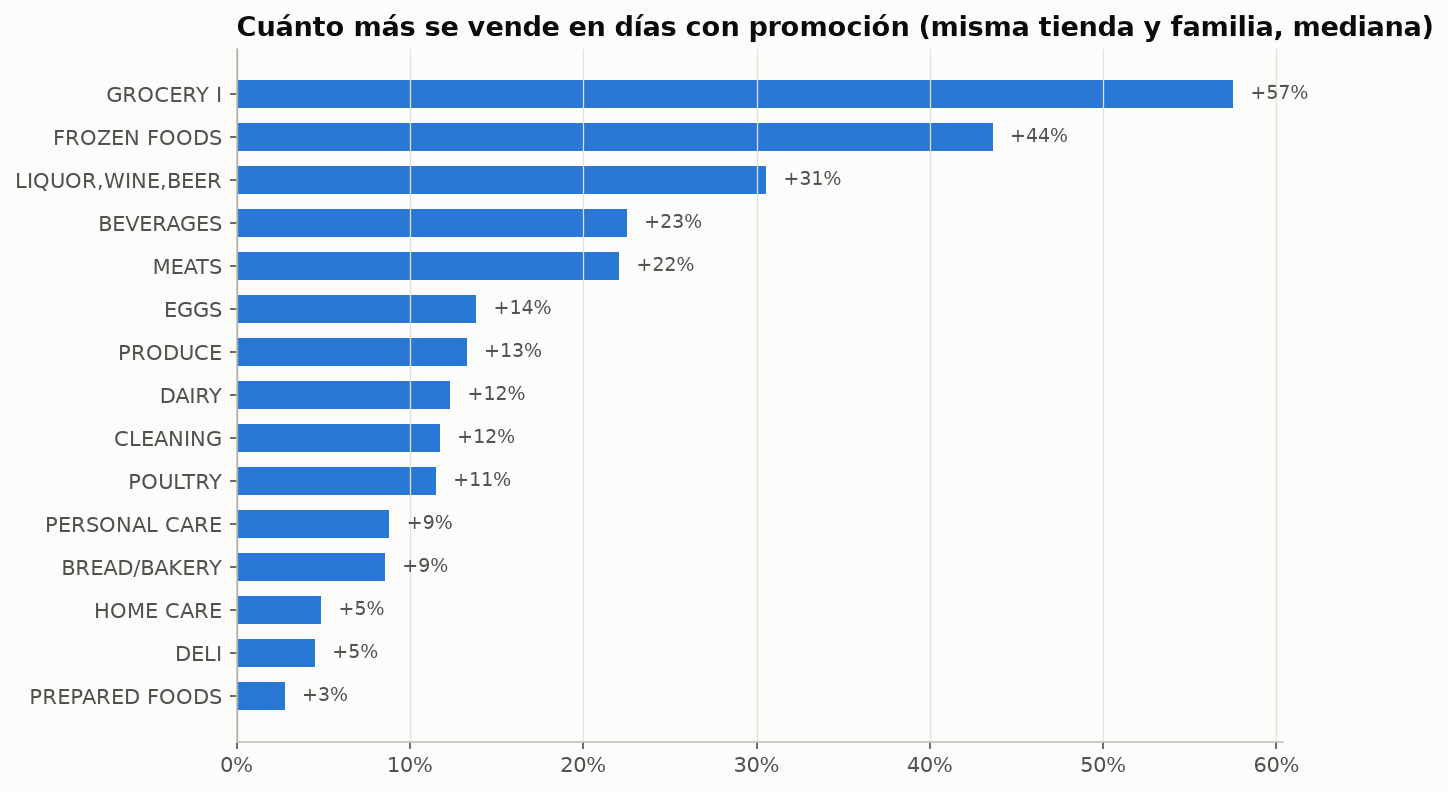 Cuánto más se vende en días con promoción (misma tienda y familia, mediana)
GROCERY I +57%
FROZEN FOODS +44%
LIQUOR,WINE,BEER +31%
BEVERAGES +23%
MEATS +22%
EGGS +14%
PRODUCE +13%
DAIRY +12%
CLEANING +12%
POULTRY +11%
PERSONAL CARE +9%
BREAD/BAKERY +9%
HOME CARE +5%
DELI +5%
PREPARED FOODS +3%
0% 10% 20% 30% 40% 50% 60%